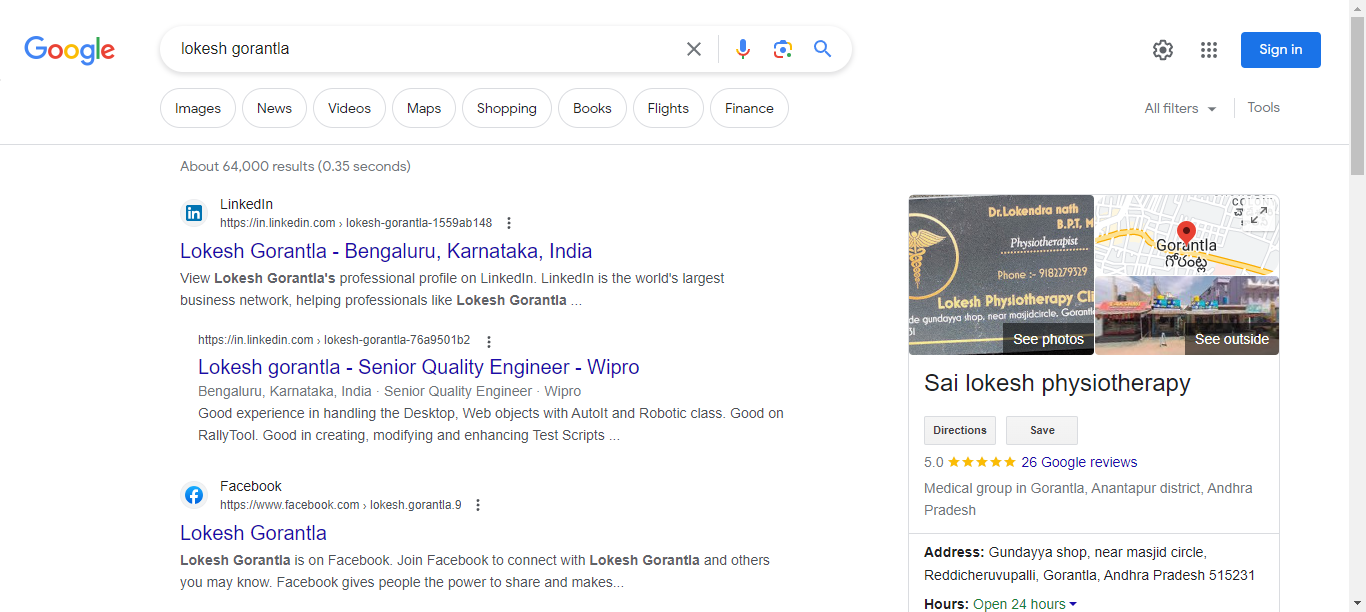 Google
lokesh gorantla
Sign in
Images
News
Videos
Maps
Shopping
Books
Flights
Finance
All filters
Tools
About 64,000 results (0.35 seconds)
LinkedIn
https://in.linkedin.com › lokesh-gorantla-1559ab148
Lokesh Gorantla - Bengaluru, Karnataka, India
View Lokesh Gorantla's professional profile on LinkedIn. LinkedIn is the world's largest
business network, helping professionals like Lokesh Gorantla ...
https://in.linkedin.com › lokesh-gorantla-76a9501b2
Lokesh gorantla - Senior Quality Engineer - Wipro
Bengaluru, Karnataka, India · Senior Quality Engineer · Wipro
Good experience in handling the Desktop, Web objects with AutoIt and Robotic class. Good on
RallyTool. Good in creating, modifying and enhancing Test Scripts ...
Facebook
https://www.facebook.com › lokesh.gorantla.9
Lokesh Gorantla
Lokesh Gorantla is on Facebook. Join Facebook to connect with Lokesh Gorantla and others
you may know. Facebook gives people the power to share and makes...
Dr.Lokendra nath
B.P.T, M
Physiotherapist
Phone :- 9182279329
Lokesh Physiotherapy Cli
de gundayya shop, near masjidcircle, Gorantl
31
See photos
Gorantla
గోరంట్ల
See outside
Sai lokesh physiotherapy
Directions
Save
5.0
26 Google reviews
Medical group in Gorantla, Anantapur district, Andhra
Pradesh
Address: Gundayya shop, near masjid circle,
Reddicheruvupalli, Gorantla, Andhra Pradesh 515231
Hours: Open 24 hours